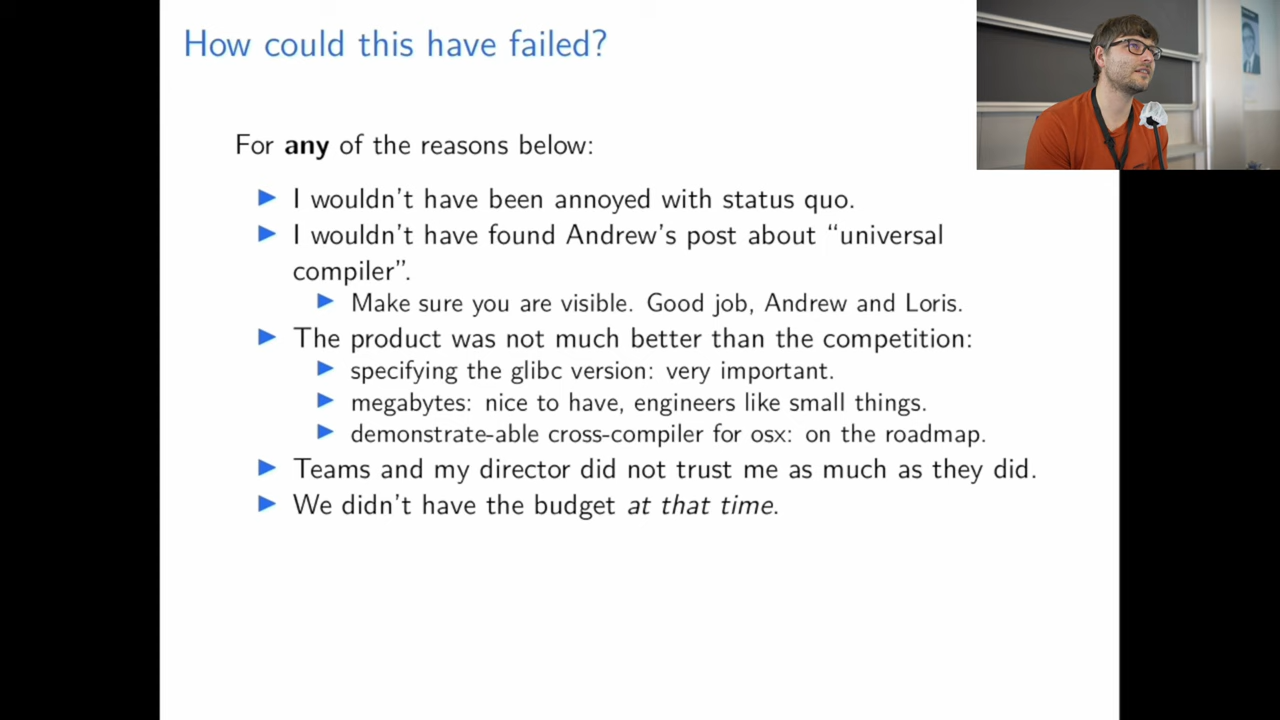 How could this have failed?
For any of the reasons below:
I wouldn't have been annoyed with status quo.
I wouldn't have found Andrew's post about “universal
compiler”.
Make sure you are visible. Good job, Andrew and Loris.
The product was not much better than the competition:
specifying the glibc version: very important.
megabytes: nice to have, engineers like small things.
demonstrate-able cross-compiler for osx: on the roadmap.
Teams and my director did not trust me as much as they did.
We didn't have the budget at that time.